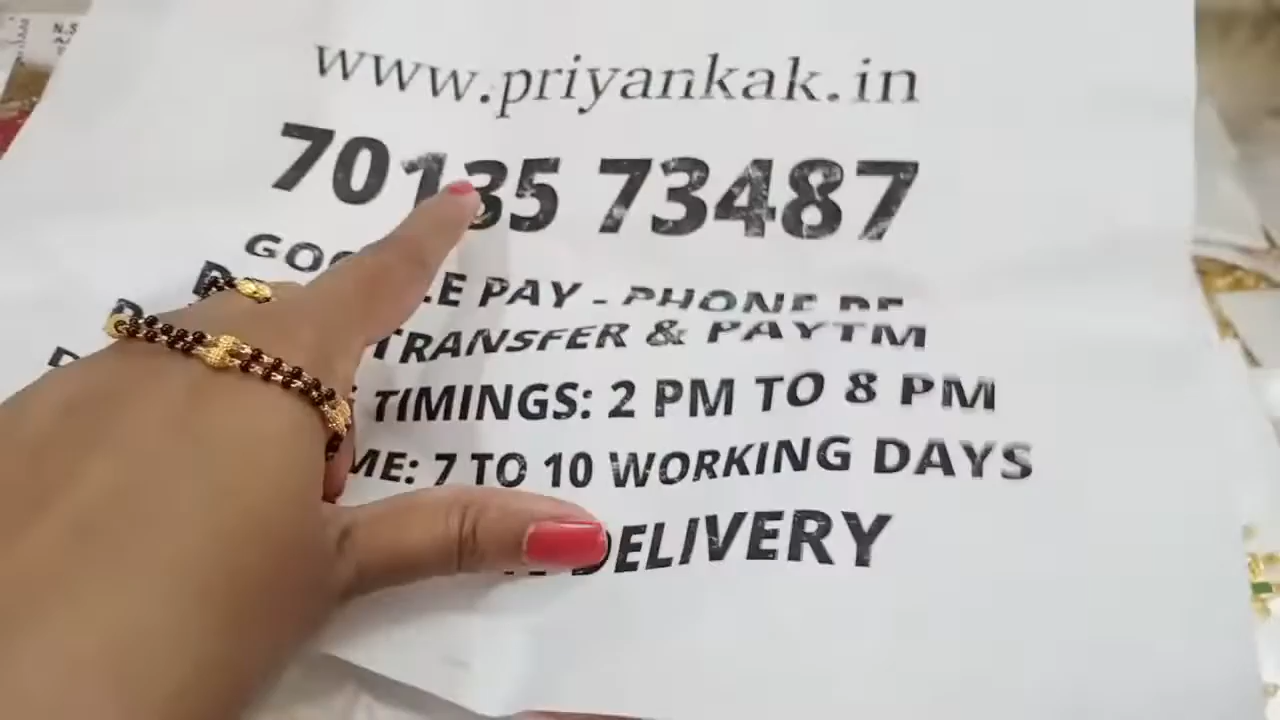 www.priyankak.in
70135 73487
GOOGLE PAY - PHONE PE
TRANSFER & PAYTM
TIMINGS: 2 PM TO 8 PM
7 TO 10 WORKING DAYS
DELIVERY